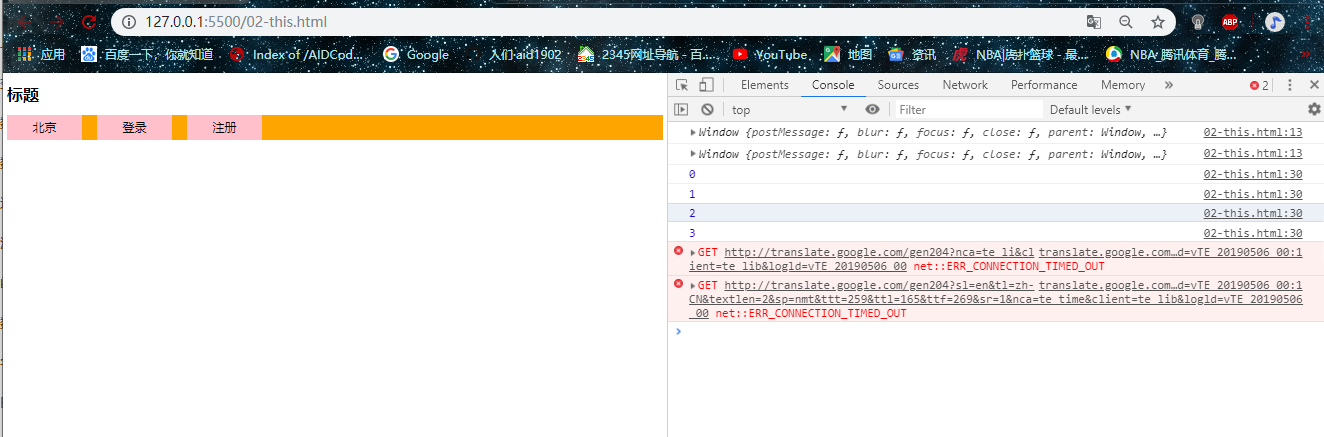 127.0.0.1:5500/02-this.html
ABP
应用 百度一下，你就知道 Index of /AIDCpd... Google 入门 aid1902 2345网址导航 - 百... YouTube 地图 资讯 NBA|虎扑篮球 - 最... NBA_腾讯体育_腾... »
标题
北京 登录 注册
Elements Console Sources Network Performance Memory » 2
top Filter Default levels ▼
▶Window {postMessage: ƒ, blur: ƒ, focus: ƒ, close: ƒ, parent: Window, …} 02-this.html:13
▶Window {postMessage: ƒ, blur: ƒ, focus: ƒ, close: ƒ, parent: Window, …} 02-this.html:13
0 02-this.html:30
1 02-this.html:30
2 02-this.html:30
3 02-this.html:30
▶GET http://translate.google.com/gen204?nca=te_li&cl translate.google.com…d=vTE_20190506_00:1
ient=te_lib&logld=vTE_20190506_00 net::ERR_CONNECTION_TIMED_OUT
▶GET http://translate.google.com/gen204?sl=en&tl=zh- translate.google.com…d=vTE_20190506_00:1
CN&textlen=2&sp=nmt&ttt=259&ttl=165&ttf=269&sr=1&nca=te_time&client=te_lib&logld=vTE_20190506
_00 net::ERR_CONNECTION_TIMED_OUT